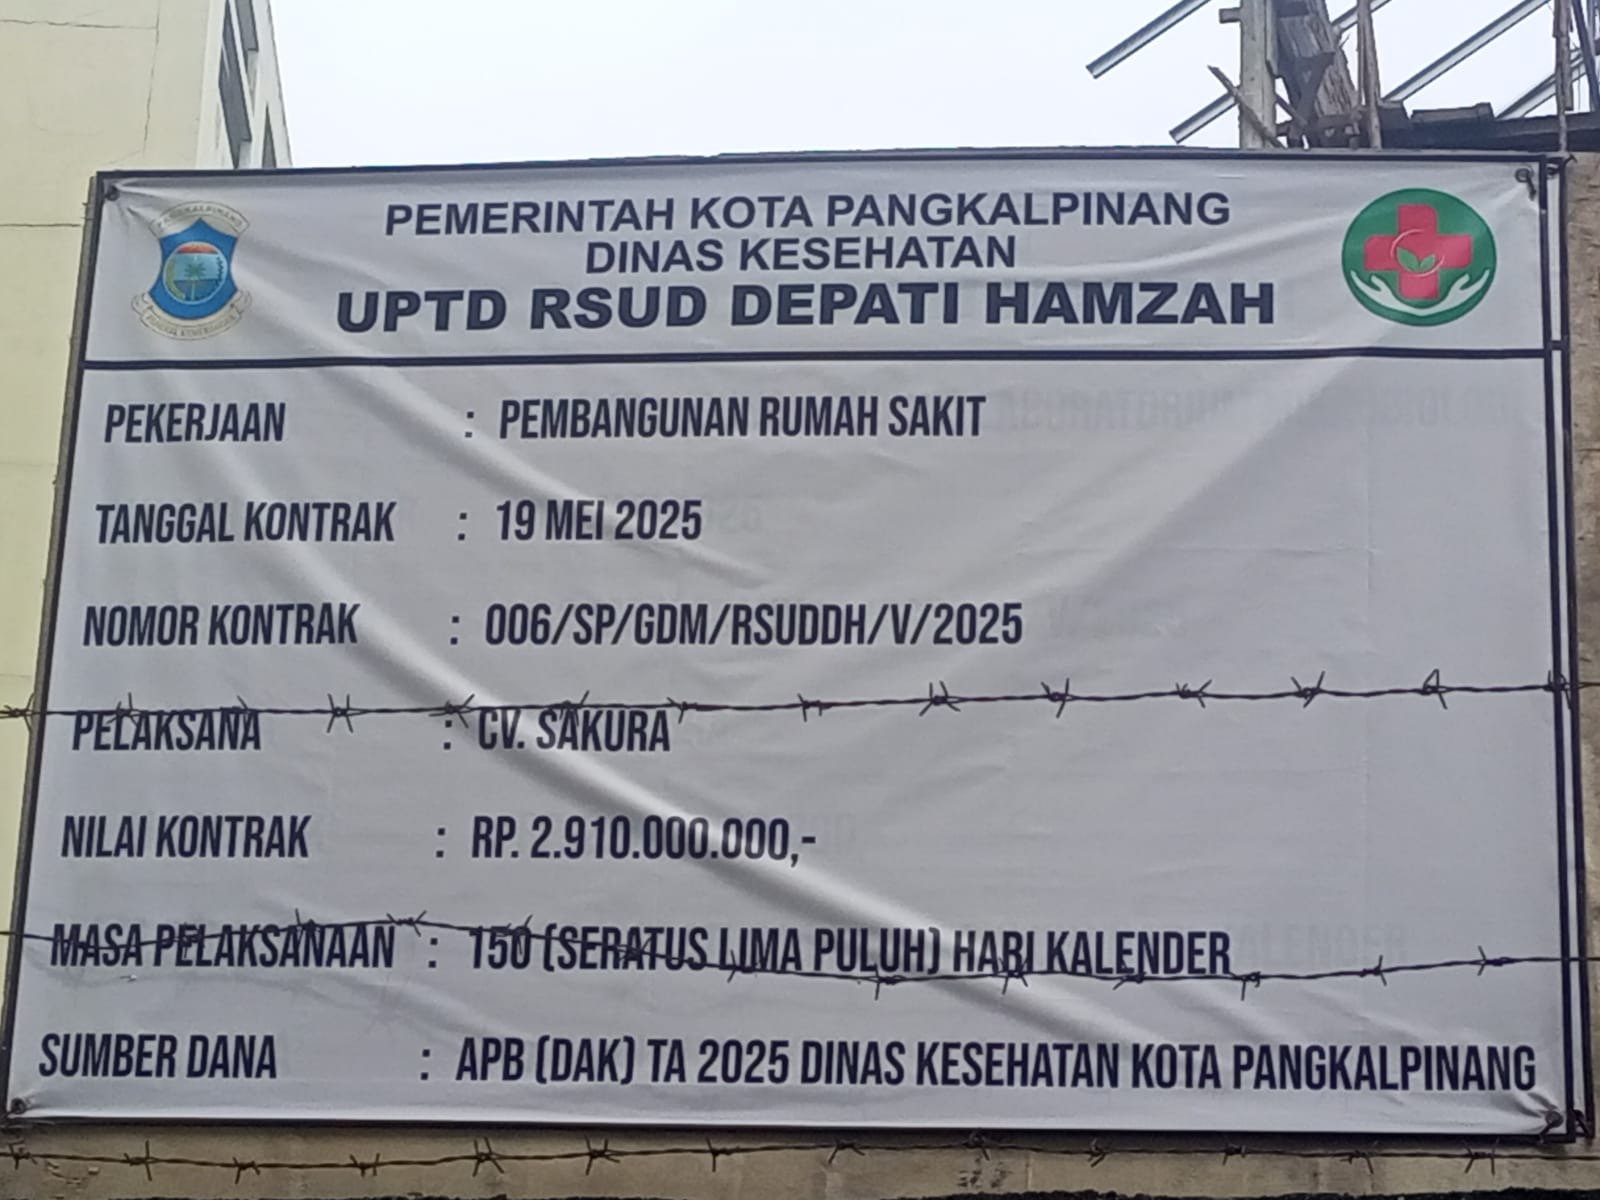 PANGKALPINANG
PEMERINTAH KOTA PANGKALPINANG
DINAS KESEHATAN
UPTD RSUD DEPATI HAMZAH
PEKERJAAN : PEMBANGUNAN RUMAH SAKIT
TANGGAL KONTRAK : 19 MEI 2025
NOMOR KONTRAK : 006/SP/GDM/RSUDDH/V/2025
PELAKSANA : CV. SAKURA
NILAI KONTRAK : RP. 2.910.000.000,-
MASA PELAKSANAAN : 150 (SERATUS LIMA PULUH) HARI KALENDER
SUMBER DANA : APB (DAK) TA 2025 DINAS KESEHATAN KOTA PANGKALPINANG